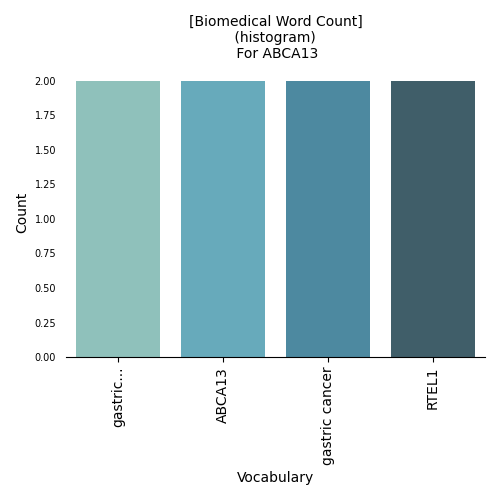 [Biomedical Word Count]
(histogram)
For ABCA13
2.00
1.75
1.50
1.25
1.00
0.75
0.50
0.25
0.00
Count
gastric...
ABCA13
gastric cancer
RTEL1
Vocabulary